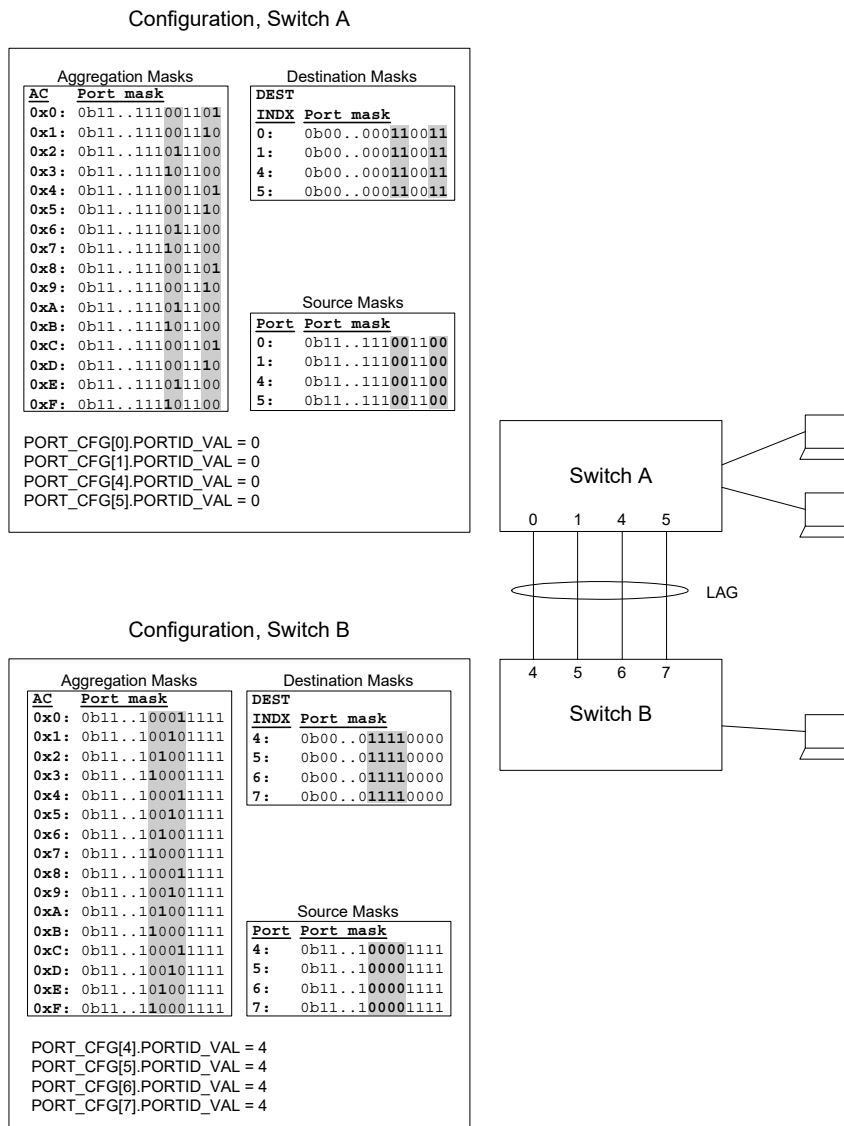 Configuration, Switch A
Aggregation Masks
AC Port mask
0x0: 0b11..111001101
0x1: 0b11..111001110
0x2: 0b11..111011100
0x3: 0b11..111101100
0x4: 0b11..111001101
0x5: 0b11..111001110
0x6: 0b11..111011100
0x7: 0b11..111101100
0x8: 0b11..111001101
0x9: 0b11..111001110
0xA: 0b11..111011100
0xB: 0b11..111101100
0xC: 0b11..111001101
0xD: 0b11..111001110
0xE: 0b11..111011100
0xF: 0b11..111101100
Destination Masks
DEST
INDX Port mask
0: 0b00..000110011
1: 0b00..000110011
4: 0b00..000110011
5: 0b00..000110011
Source Masks
Port Port mask
0: 0b11..111001100
1: 0b11..111001100
4: 0b11..111001100
5: 0b11..111001100
PORT_CFG[0].PORTID_VAL = 0
PORT_CFG[1].PORTID_VAL = 0
PORT_CFG[4].PORTID_VAL = 0
PORT_CFG[5].PORTID_VAL = 0
Switch A
0 1 4 5
LAG
4 5 6 7
Switch B
Configuration, Switch B
Aggregation Masks
AC Port mask
0x0: 0b11..100011111
0x1: 0b11..100101111
0x2: 0b11..101001111
0x3: 0b11..110001111
0x4: 0b11..100011111
0x5: 0b11..100101111
0x6: 0b11..101001111
0x7: 0b11..110001111
0x8: 0b11..100011111
0x9: 0b11..100101111
0xA: 0b11..101001111
0xB: 0b11..110001111
0xC: 0b11..100011111
0xD: 0b11..100101111
0xE: 0b11..101001111
0xF: 0b11..110001111
Destination Masks
DEST
INDX Port mask
4: 0b00..011110000
5: 0b00..011110000
6: 0b00..011110000
7: 0b00..011110000
Source Masks
Port Port mask
4: 0b11..100001111
5: 0b11..100001111
6: 0b11..100001111
7: 0b11..100001111
PORT_CFG[4].PORTID_VAL = 4
PORT_CFG[5].PORTID_VAL = 4
PORT_CFG[6].PORTID_VAL = 4
PORT_CFG[7].PORTID_VAL = 4